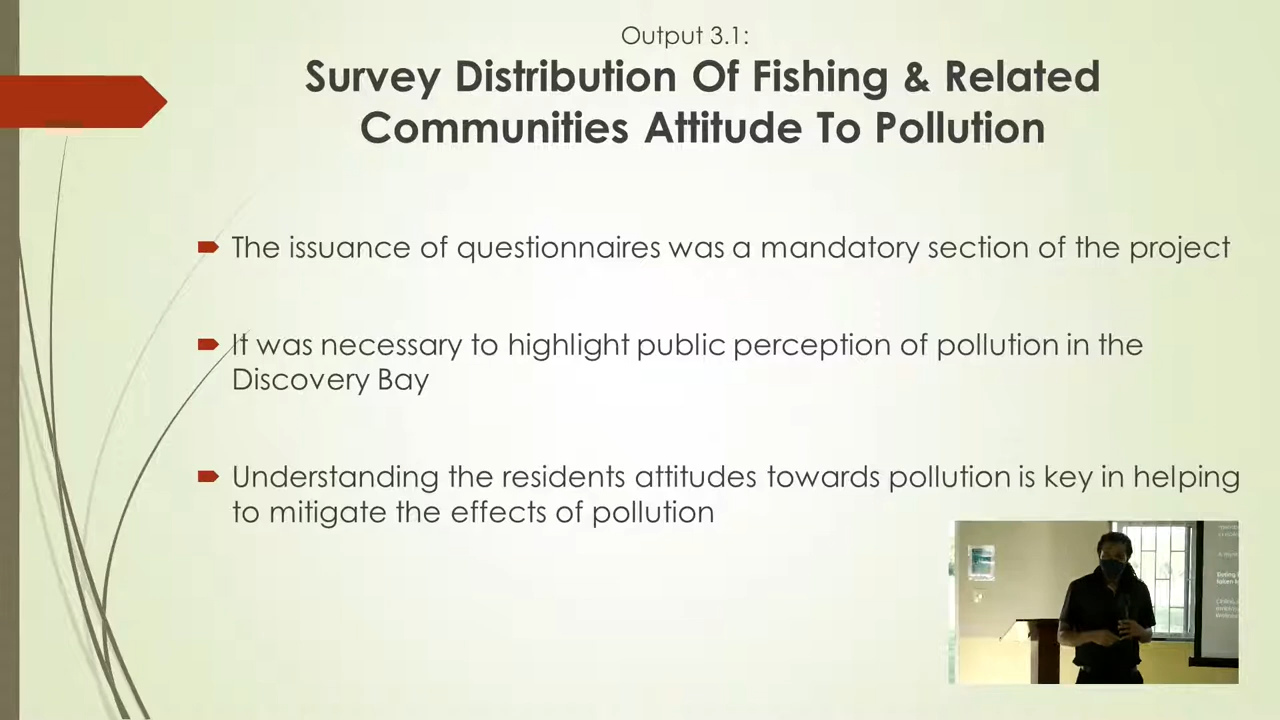 Output 3.1:
Survey Distribution Of Fishing & Related
Communities Attitude To Pollution
The issuance of questionnaires was a mandatory section of the project
It was necessary to highlight public perception of pollution in the
Discovery Bay
Understanding the residents attitudes towards pollution is key in helping
to mitigate the effects of pollution